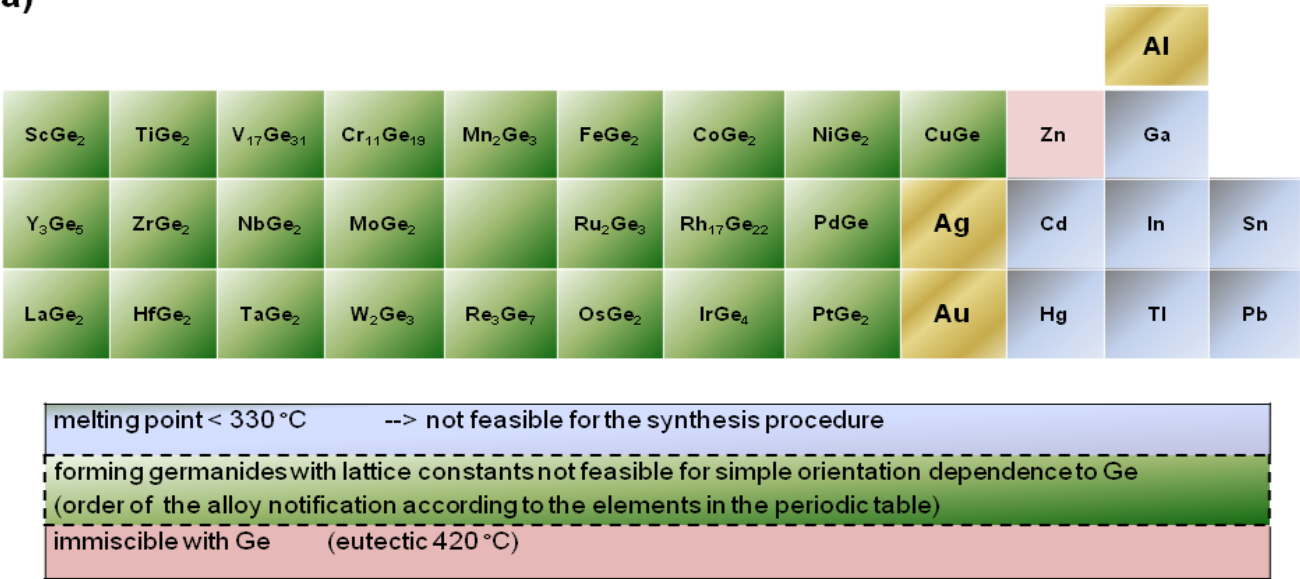 a)
Al
ScGe₂ TiGe₂ V₁₇Ge₃₁ Cr₁₁Ge₁₉ Mn₂Ge₃ FeGe₂ CoGe₂ NiGe₂ CuGe Zn Ga
Y₃Ge₅ ZrGe₂ NbGe₂ MoGe₂ Ru₂Ge₃ Rh₁₇Ge₂₂ PdGe Ag Cd In Sn
LaGe₂ HfGe₂ TaGe₂ W₂Ge₃ Re₃Ge₇ OsGe₂ IrGe₄ PtGe₂ Au Hg Tl Pb
melting point < 330 °C --> not feasible for the synthesis procedure
forming germanides with lattice constants not feasible for simple orientation dependence to Ge
(order of the alloy notification according to the elements in the periodic table)
immiscible with Ge (eutectic 420 °C)